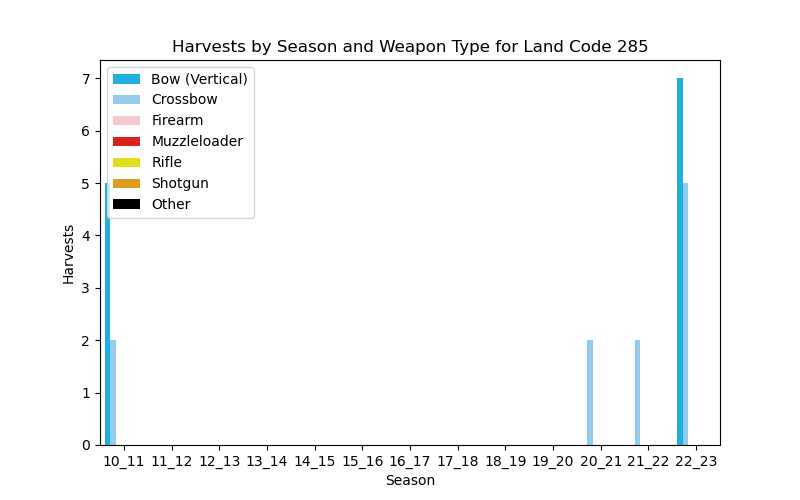 Harvests by Season and Weapon Type for Land Code 285
7
6
5
4
3
2
1
0
Harvests
Bow (Vertical)
Crossbow
Firearm
Muzzleloader
Rifle
Shotgun
Other
10_11 11_12 12_13 13_14 14_15 15_16 16_17 17_18 18_19 19_20 20_21 21_22 22_23
Season